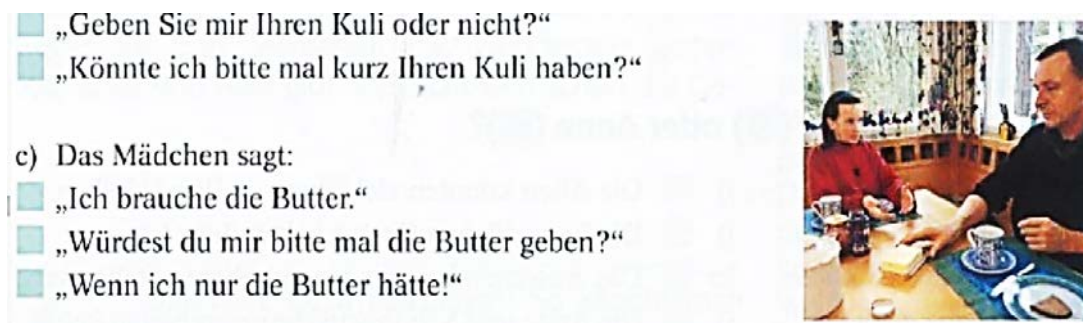 „Geben Sie mir Ihren Kuli oder nicht?“
„Könnte ich bitte mal kurz Ihren Kuli haben?“
c) Das Mädchen sagt:
„Ich brauche die Butter.“
„Würdest du mir bitte mal die Butter geben?“
„Wenn ich nur die Butter hätte!“